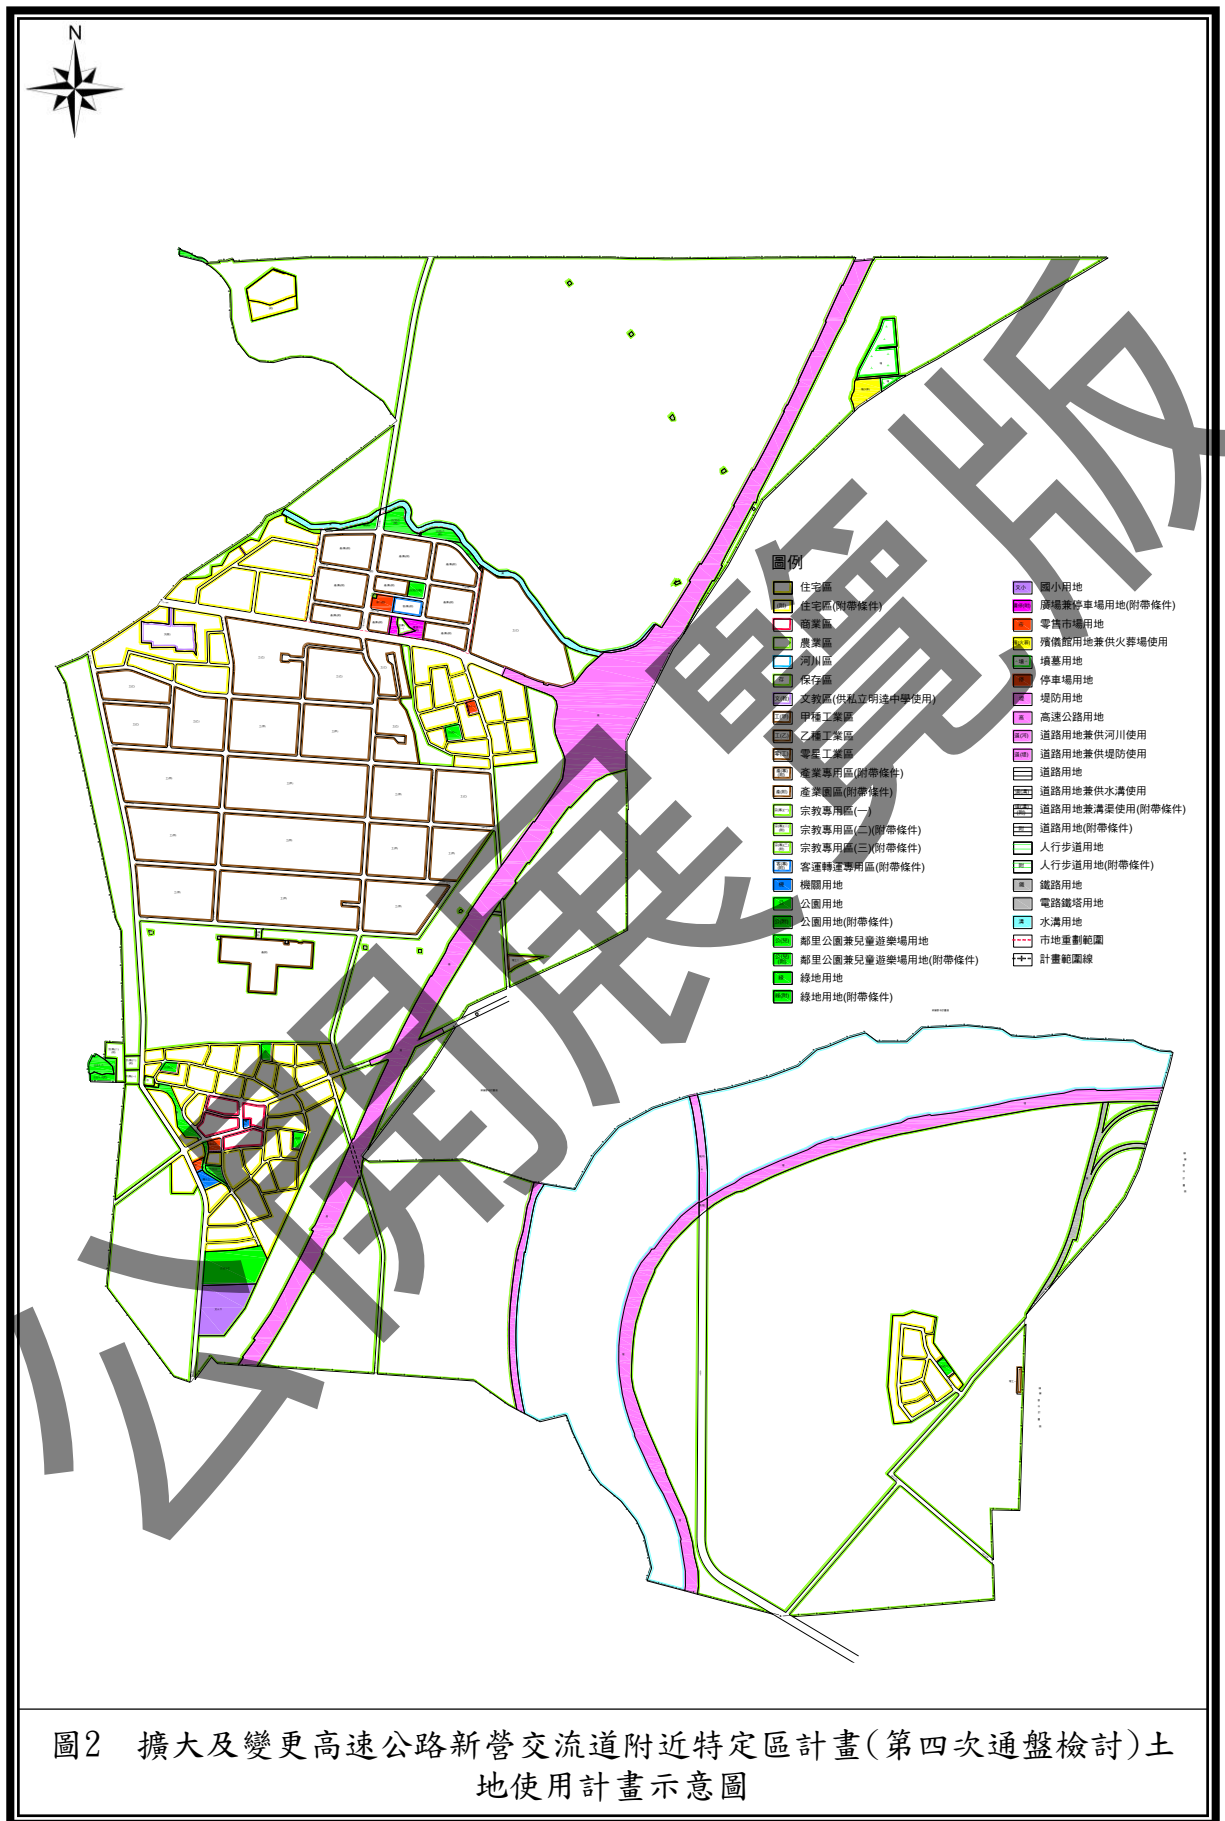 N
圖例
住宅區
住宅區(附帶條件)
商業區
農業區
河川區
保存區
文教區(供私立明達中學使用)
甲種工業區
乙種工業區
零星工業區
產業專用區(附帶條件)
產業園區(附帶條件)
宗教專用區(一)
宗教專用區(二)(附帶條件)
宗教專用區(三)(附帶條件)
客運轉運專用區(附帶條件)
機關用地
公園用地
公園用地(附帶條件)
鄰里公園兼兒童遊樂場用地
鄰里公園兼兒童遊樂場用地(附帶條件)
綠地用地
綠地用地(附帶條件)
國小用地
廣場兼停車場用地(附帶條件)
零售市場用地
殯儀館用地兼供火葬場使用
墳墓用地
停車場用地
堤防用地
高速公路用地
道路用地兼供河川使用
道路用地兼供堤防使用
道路用地
道路用地兼供水溝使用
道路用地兼溝渠使用(附帶條件)
道路用地(附帶條件)
人行步道用地
人行步道用地(附帶條件)
鐵路用地
電路鐵塔用地
水溝用地
市地重劃範圍
計畫範圍線
公開展覽版
圖2 擴大及變更高速公路新營交流道附近特定區計畫(第四次通盤檢討)土
地使用計畫示意圖